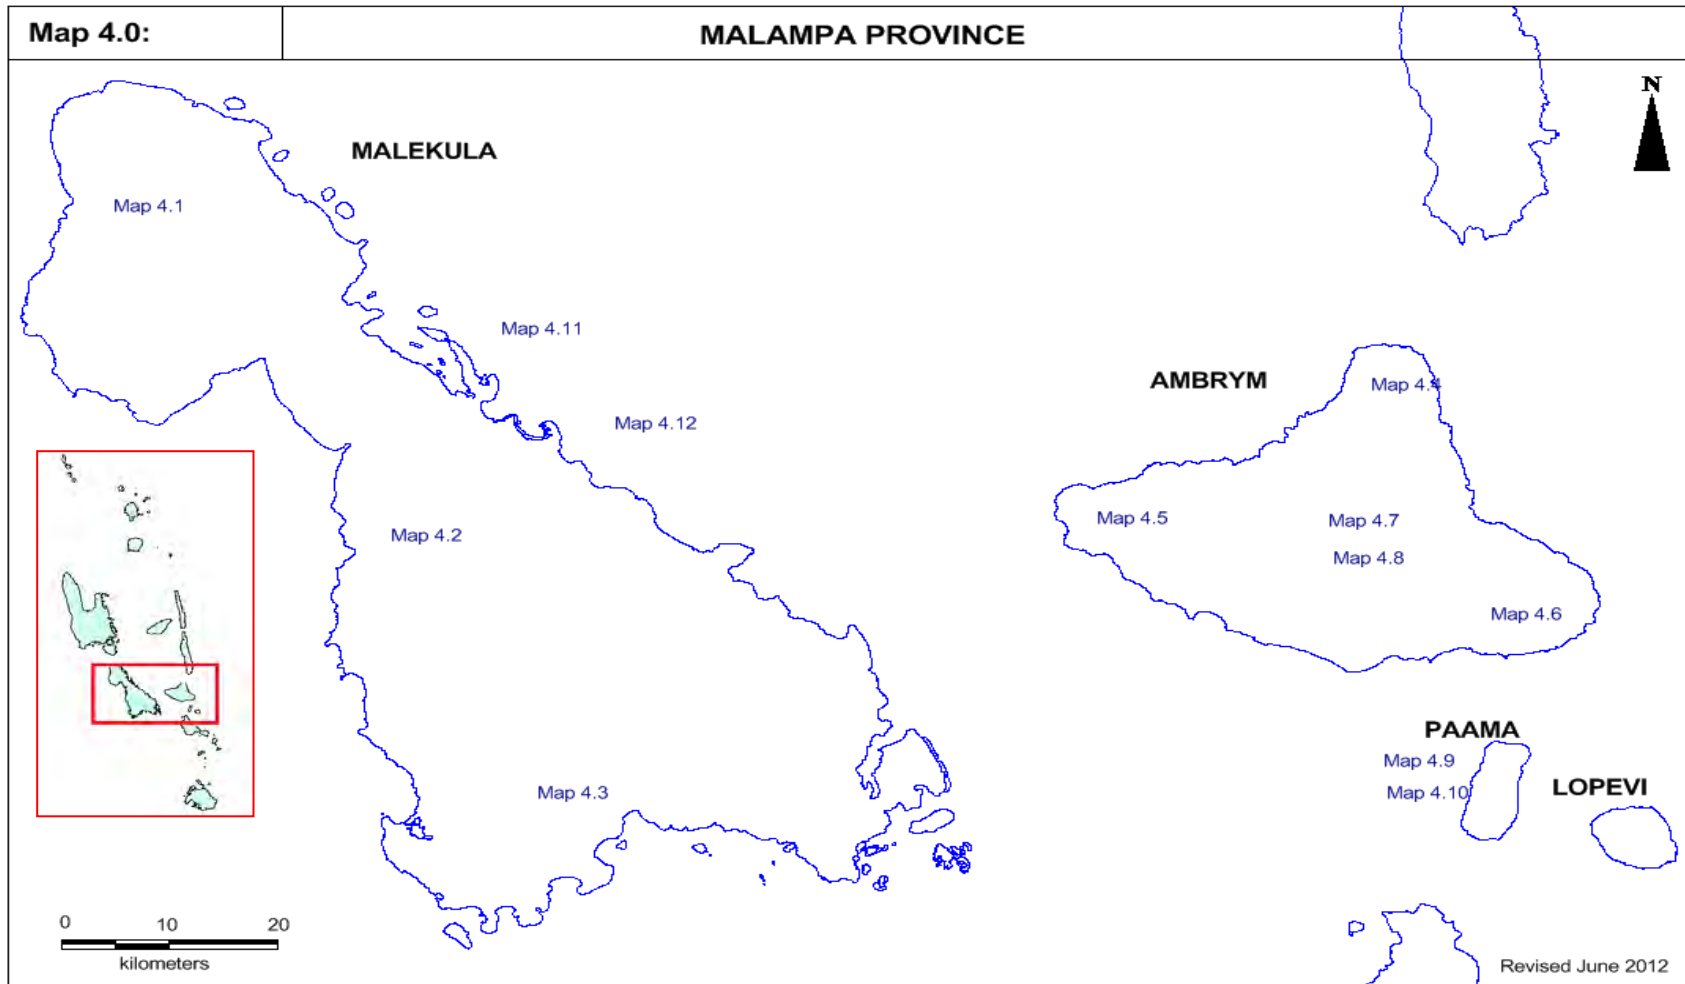 Map 4.0:
MALAMPA PROVINCE
N
MALEKULA
Map 4.1
Map 4.11
AMBRYM
Map 4.4
Map 4.12
Map 4.5
Map 4.7
Map 4.2
Map 4.8
Map 4.6
PAAMA
Map 4.9
LOPEVI
Map 4.3
Map 4.10
0 10 20
kilometers
Revised June 2012